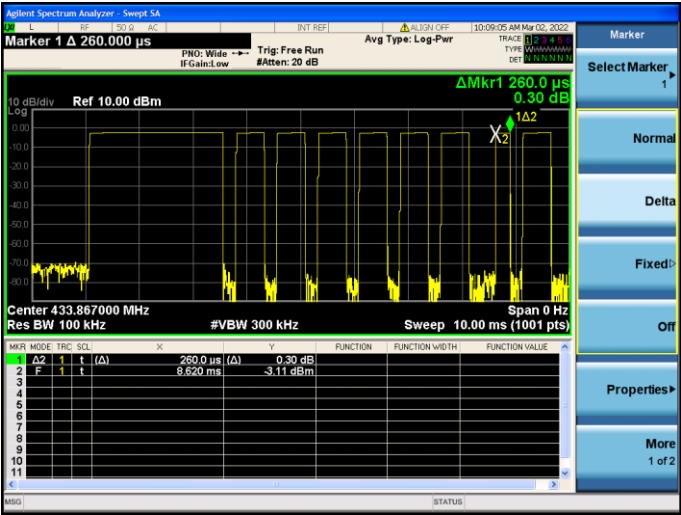 Agilent Spectrum Analyzer - Swept SA
L RF 50 Ω AC INT REF ALIGN OFF 10:09:05 AM Mar 02, 2022
Marker 1 Δ 260.000 µs
PNO: Wide
IFGain:Low
Trig: Free Run
#Atten: 20 dB
Avg Type: Log-Pwr
TRACE 1 2 3 4 5 6
TYPE
DET N N N N N N
ΔMkr1 260.0 µs
0.30 dB
10 dB/div Ref 10.00 dBm
Log
0.00
-10.0
-20.0
-30.0
-40.0
-50.0
-60.0
-70.0
-80.0
1Δ2
X2
Center 433.867000 MHz Span 0 Hz
Res BW 100 kHz #VBW 300 kHz Sweep 10.00 ms (1001 pts)
MKR MODE TRC SCL X Y FUNCTION FUNCTION WIDTH FUNCTION VALUE
1 Δ2 1 t (Δ) 260.0 µs (Δ) 0.30 dB
2 F 1 t 8.620 ms -3.11 dBm
3
4
5
6
7
8
9
10
11
MSG STATUS
Marker
Select Marker
1
Normal
Delta
Fixed
Off
Properties
More
1 of 2